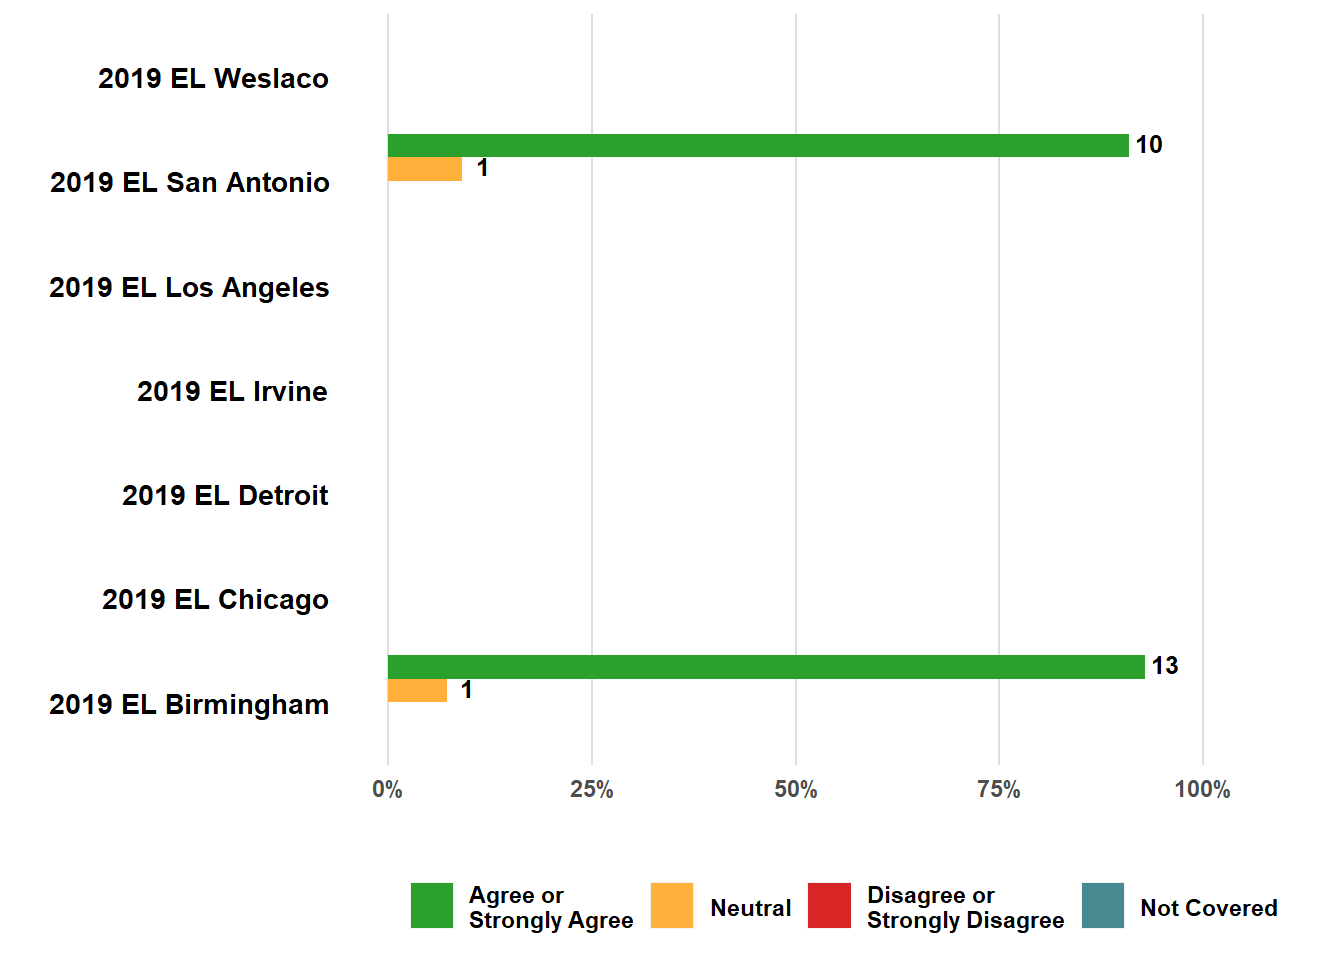 2019 EL Weslaco
10
1
2019 EL San Antonio
2019 EL Los Angeles
2019 EL Irvine
2019 EL Detroit
2019 EL Chicago
13
1
2019 EL Birmingham
0% 25% 50% 75% 100%
Agree or
Strongly Agree
Neutral
Disagree or
Strongly Disagree
Not Covered